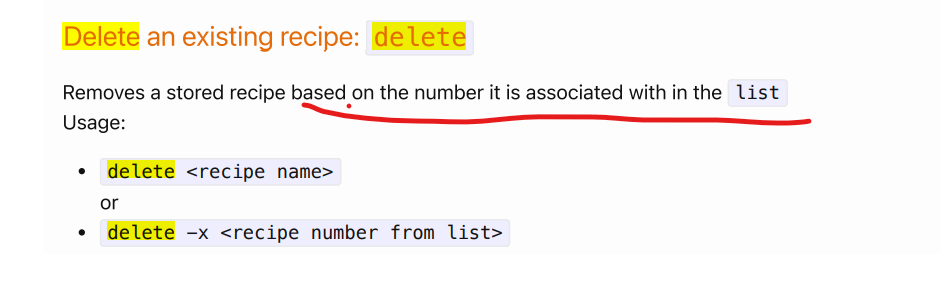 Delete an existing recipe: delete
Removes a stored recipe based on the number it is associated with in the list
Usage:
• delete <recipe name>
or
• delete -x <recipe number from list>